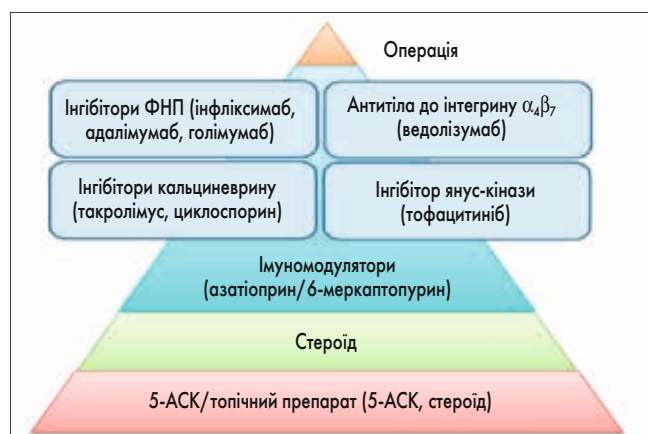 Операція
Інгібітори ФНП (інфліксимаб,
адалімумаб, голімумаб)
Антитіла до інтегрину α₄β₇
(ведолізумаб)
Інгібітори кальциневрину
(такролімус, циклоспорин)
Інгібітор янус-кінази
(тофацитиніб)
Імуномодулятори
(азатіоприн/6-меркаптопурин)
Стероїд
5-АСК/топічний препарат (5-АСК, стероїд)